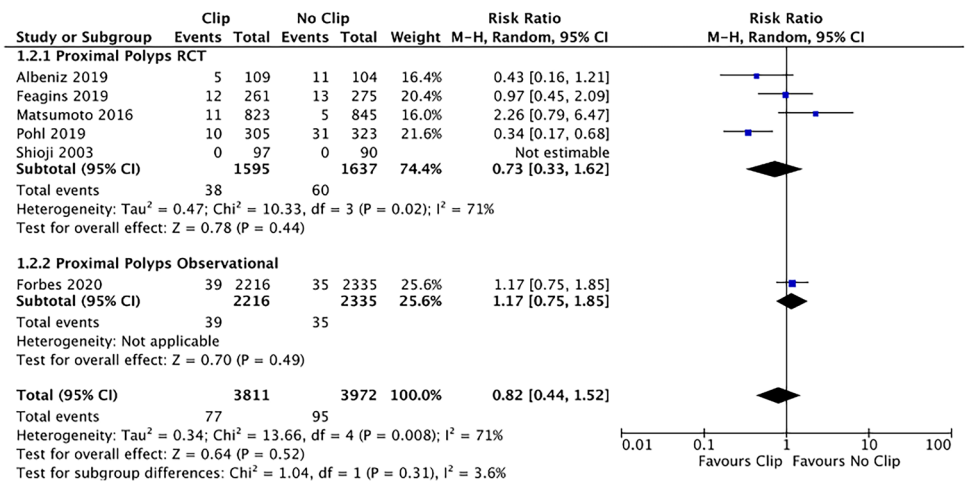 Clip No Clip Risk Ratio Risk Ratio
Study or Subgroup Events Total Events Total Weight M-H, Random, 95% CI M-H, Random, 95% CI
1.2.1 Proximal Polyps RCT
Albeniz 2019 5 109 11 104 16.4% 0.43 [0.16, 1.21]
Feagins 2019 12 261 13 275 20.4% 0.97 [0.45, 2.09]
Matsumoto 2016 11 823 5 845 16.0% 2.26 [0.79, 6.47]
Pohl 2019 10 305 31 323 21.6% 0.34 [0.17, 0.68]
Shioji 2003 0 97 0 90 Not estimable
Subtotal (95% CI) 1595 1637 74.4% 0.73 [0.33, 1.62]
Total events 38 60
Heterogeneity: Tau² = 0.47; Chi² = 10.33, df = 3 (P = 0.02); I² = 71%
Test for overall effect: Z = 0.78 (P = 0.44)
1.2.2 Proximal Polyps Observational
Forbes 2020 39 2216 35 2335 25.6% 1.17 [0.75, 1.85]
Subtotal (95% CI) 2216 2335 25.6% 1.17 [0.75, 1.85]
Total events 39 35
Heterogeneity: Not applicable
Test for overall effect: Z = 0.70 (P = 0.49)
Total (95% CI) 3811 3972 100.0% 0.82 [0.44, 1.52]
Total events 77 95
Heterogeneity: Tau² = 0.34; Chi² = 13.66, df = 4 (P = 0.008); I² = 71%
Test for overall effect: Z = 0.64 (P = 0.52)
Test for subgroup differences: Chi² = 1.04, df = 1 (P = 0.31), I² = 3.6%
0.01 0.1 1 10 100
Favours Clip Favours No Clip